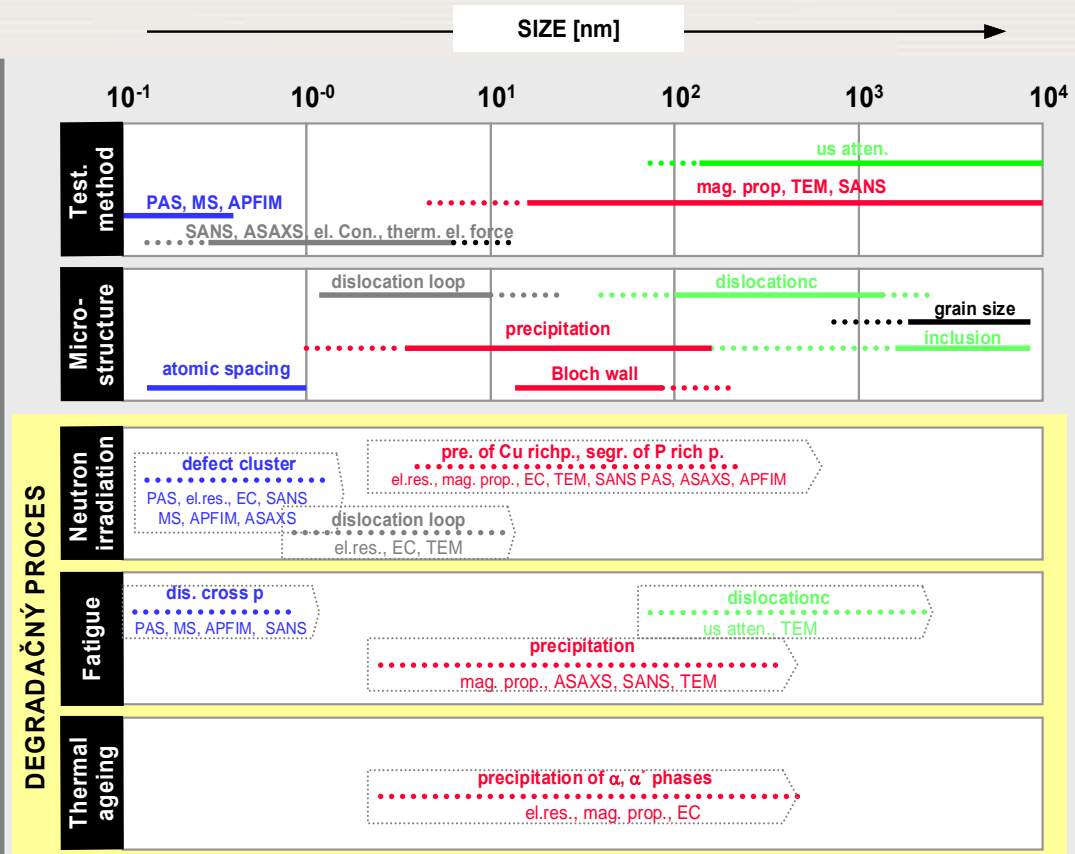 SIZE [nm]
10-1 10-0 10¹ 10² 10³ 10⁴
Test. method
us atten.
mag. prop, TEM, SANS
PAS, MS, APFIM
SANS, ASAXS, el. Con., therm. el. force
Micro-structure
dislocation loop
dislocationc
grain size
precipitation
inclusion
atomic spacing
Bloch wall
DEGRADAČNÝ PROCES
Neutron irradiation
pre. of Cu richp., segr. of P rich p.
el.res., mag. prop., EC, TEM, SANS PAS, ASAXS, APFIM
defect cluster
PAS, el.res., EC, SANS
MS, APFIM, ASAXS
dislocation loop
el.res., EC, TEM
Fatigue
dis. cross p
PAS, MS, APFIM, SANS
dislocationc
us atten., TEM
precipitation
mag. prop., ASAXS, SANS, TEM
Thermal ageing
precipitation of α, α´ phases
el.res., mag. prop., EC